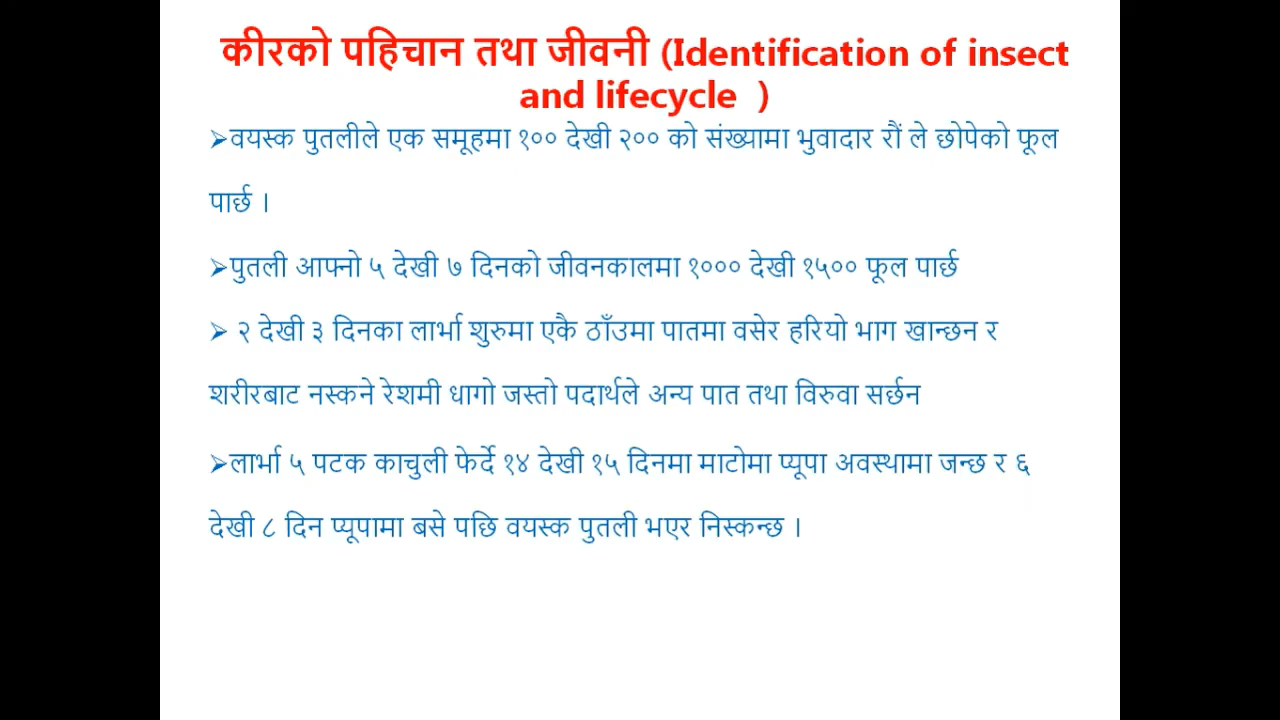 कीरको पहिचान तथा जीवनी (Identification of insect
and lifecycle )
➢वयस्क पुतलीले एक समूहमा १०० देखी २०० को संख्यामा भुवादार रौं ले छोपेको फूल
पार्छ ।
➢पुतली आफ्नो ५ देखी ७ दिनको जीवनकालमा १००० देखी १५०० फूल पार्छ
➢ २ देखी ३ दिनका लार्भा शुरुमा एकै ठाँउमा पातमा वसेर हरियो भाग खान्छन र
शरीरबाट नस्कने रेशमी धागो जस्तो पदार्थले अन्य पात तथा विरुवा सर्छन
➢लार्भा ५ पटक काचुली फेर्दे १४ देखी १५ दिनमा माटोमा प्यूपा अवस्थामा जन्छ र ६
देखी ८ दिन प्यूपामा बसे पछि वयस्क पुतली भएर निस्कन्छ ।